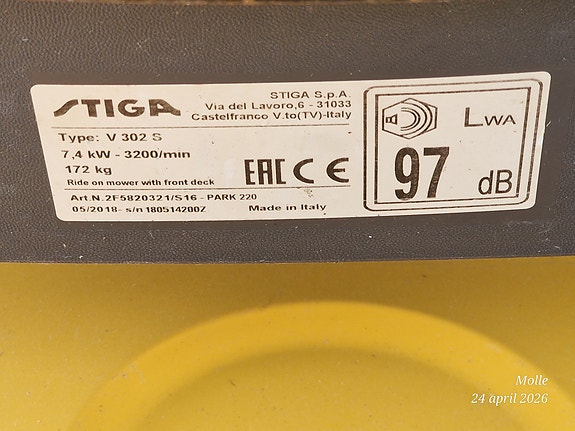 STIGA
STIGA S.p.A.
Via del Lavoro,6 - 31033
Castelfranco V.to(TV)-Italy
Type: V 302 S
7,4 kW - 3200/min
172 kg
Ride on mower with front deck
EAC CE
Art.N.2F5820321/S16 - PARK 220
05/2018- s/n180514200Z
Made in Italy
LWA
97 dB
Molle
24 april 2026